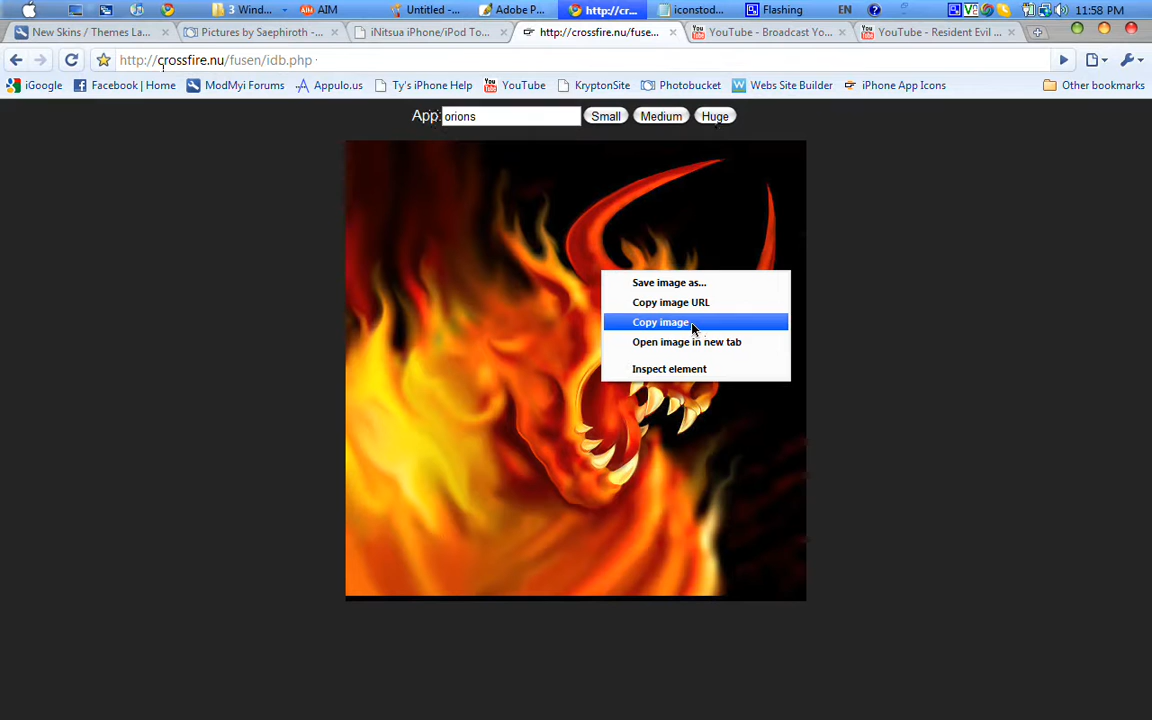 3 Wind... AIM Untitled -... Adobe P... http://cr... iconstod... Flashing EN 11:58 PM
New Skins / Themes La... Pictures by Saephiroth -... iNitsua iPhone/iPod To... http://crossfire.nu/fuse... YouTube - Broadcast Yo... YouTube - Resident Evil ...
http://crossfire.nu/fusen/idb.php
iGoogle Facebook | Home ModMyi Forums Appulo.us Ty's iPhone Help YouTube KryptonSite Photobucket Webs Site Builder iPhone App Icons Other bookmarks
App: orions Small Medium Huge
Save image as...
Copy image URL
Copy image
Open image in new tab
Inspect element